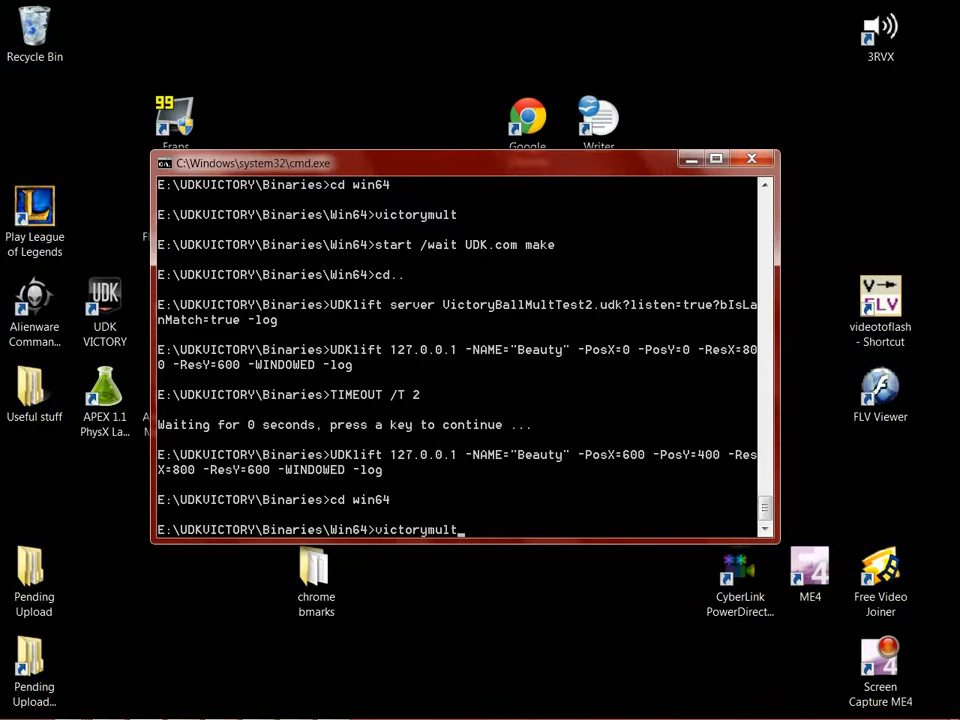 Recycle Bin
3RVX
99
Fraps
Google
Writer
C:\Windows\system32\cmd.exe
E:\UDKVICTORY\Binaries>cd win64
E:\UDKVICTORY\Binaries\Win64>victorymult
E:\UDKVICTORY\Binaries\Win64>start /wait UDK.com make
E:\UDKVICTORY\Binaries\Win64>cd..
E:\UDKVICTORY\Binaries>UDKlift server VictoryBallMultTest2.udk?listen=true?bIsLa
nMatch=true -log
E:\UDKVICTORY\Binaries>UDKlift 127.0.0.1 -NAME="Beauty" -PosX=0 -PosY=0 -ResX=80
0 -ResY=600 -WINDOWED -log
E:\UDKVICTORY\Binaries>TIMEOUT /T 2
Waiting for 0 seconds, press a key to continue ...
E:\UDKVICTORY\Binaries>UDKlift 127.0.0.1 -NAME="Beauty" -PosX=600 -PosY=400 -Res
X=800 -ResY=600 -WINDOWED -log
E:\UDKVICTORY\Binaries>cd win64
E:\UDKVICTORY\Binaries\Win64>victorymult_
Play League
of Legends
Alienware
Comman...
UDK
UDK
VICTORY
V
FLV
videotoflash
- Shortcut
Useful stuff
APEX 1.1
PhysX La...
FLV Viewer
Pending
Upload
chrome
bmarks
CyberLink
PowerDirect...
4
ME4
Free Video
Joiner
Pending
Upload...
4
Screen
Capture ME4